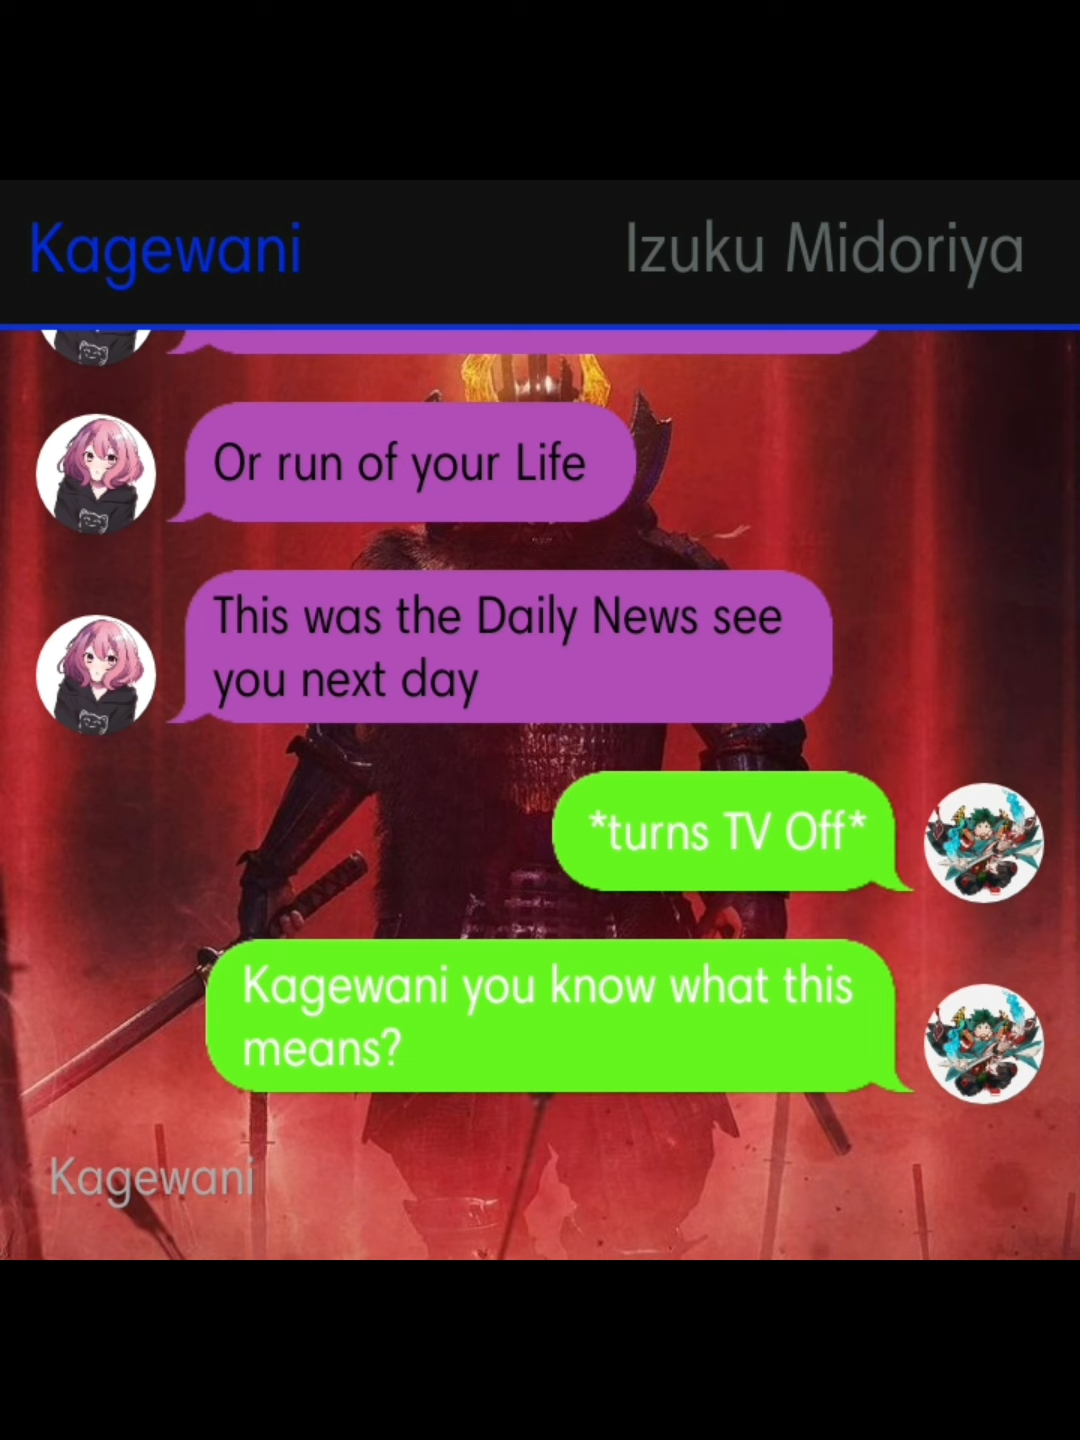 Kagewani
Izuku Midoriya
Or run of your Life
This was the Daily News see
you next day
*turns TV Off*
Kagewani you know what this
means?
Kagewani